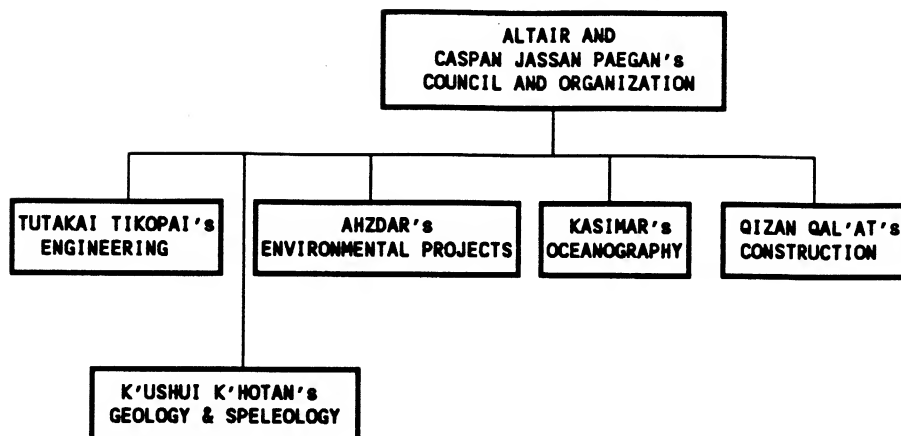 ALTAIR AND
CASPAN JASSAN PAEGAN's
COUNCIL AND ORGANIZATION
TUTAKAI TIKOPAI's
ENGINEERING
AHZDAR's
ENVIRONMENTAL PROJECTS
KASIMAR's
OCEANOGRAPHY
QIZAN QAL'AT's
CONSTRUCTION
K'USHUI K'HOTAN's
GEOLOGY & SPELEOLOGY